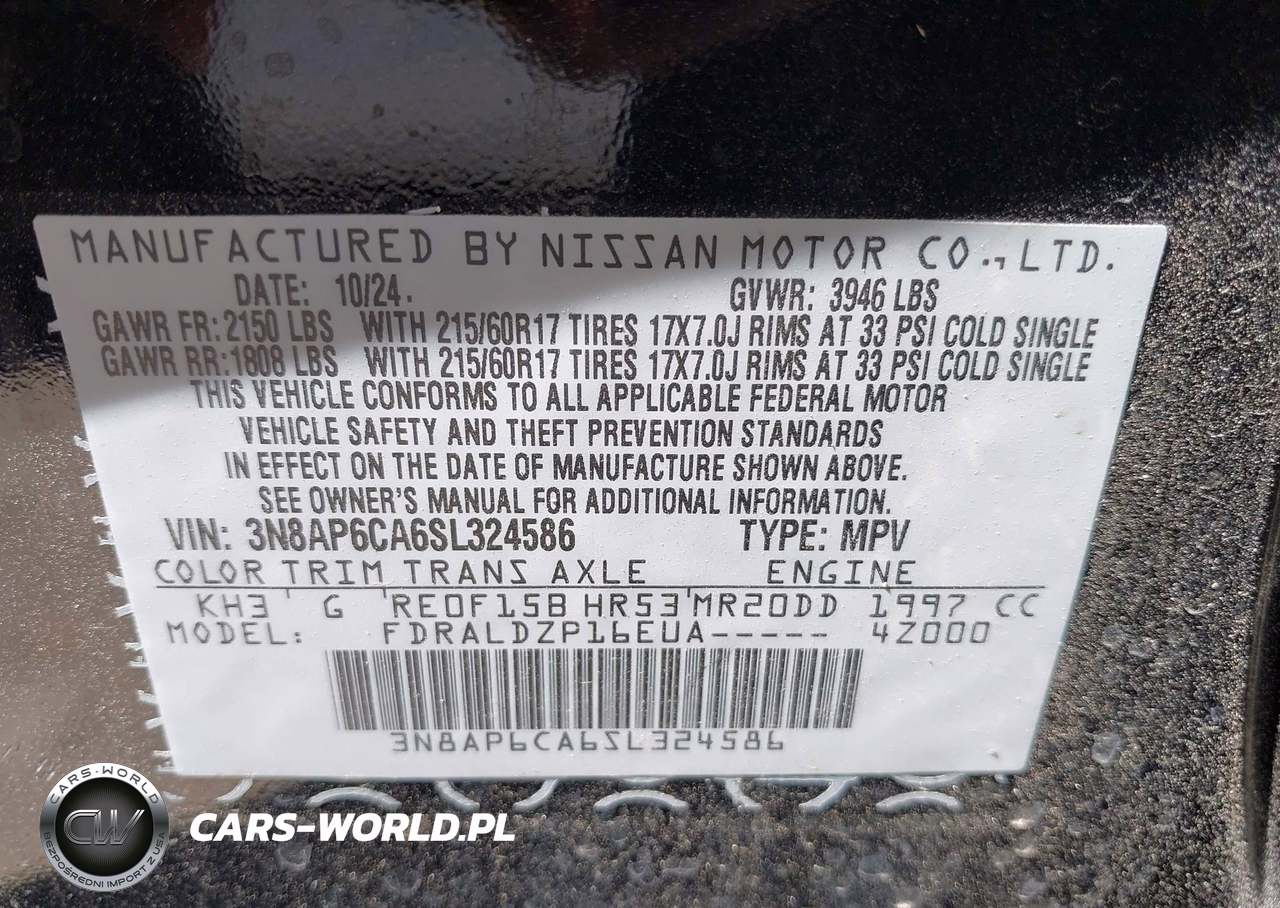 MANUFACTURED BY NISSAN MOTOR CO., LTD.
DATE: 10/24. GVWR: 3946 LBS
GAWR FR: 2150 LBS WITH 215/60R17 TIRES 17X7.0J RIMS AT 33 PSI COLD SINGLE
GAWR RR: 1808 LBS WITH 215/60R17 TIRES 17X7.0J RIMS AT 33 PSI COLD SINGLE
THIS VEHICLE CONFORMS TO ALL APPLICABLE FEDERAL MOTOR
VEHICLE SAFETY AND THEFT PREVENTION STANDARDS
IN EFFECT ON THE DATE OF MANUFACTURE SHOWN ABOVE.
SEE OWNER'S MANUAL FOR ADDITIONAL INFORMATION.
VIN: 3N8AP6CA6SL324586 TYPE: MPV
COLOR TRIM TRANS AXLE ENGINE
KH3 G RE0F15B HR53 MR20DD 1997 CC
MODEL: FDRALDZP16EUA----- 4Z000
3N8AP6CA6SL324586
CARS-WORLD
CW
BEZPOŚREDNI IMPORT Z USA
CARS-WORLD.PL